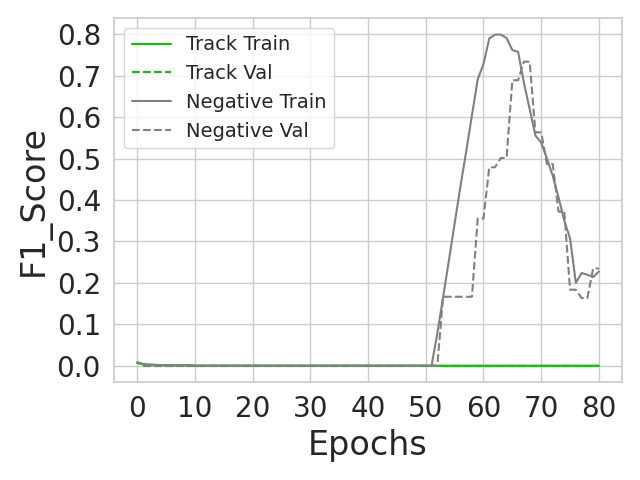 0.8
0.7
0.6
0.5
0.4
0.3
0.2
0.1
0.0
F1_Score
Track Train
Track Val
Negative Train
Negative Val
0 10 20 30 40 50 60 70 80
Epochs